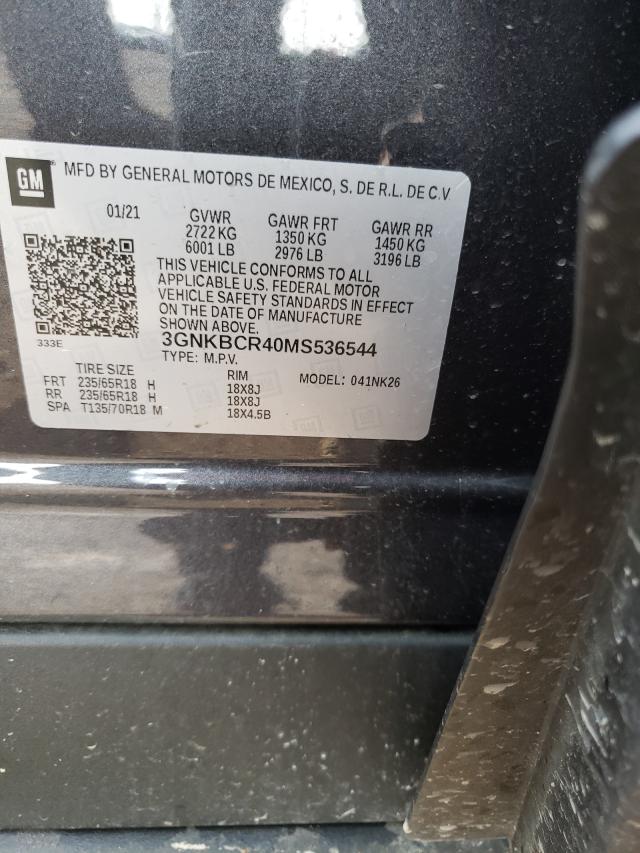 GM MFD BY GENERAL MOTORS DE MEXICO, S. DE R.L. DE C.V
01/21 GVWR GAWR FRT GAWR RR
2722 KG 1350 KG 1450 KG
6001 LB 2976 LB 3196 LB
THIS VEHICLE CONFORMS TO ALL
APPLICABLE U.S. FEDERAL MOTOR
VEHICLE SAFETY STANDARDS IN EFFECT
ON THE DATE OF MANUFACTURE
SHOWN ABOVE.
333E 3GNKBCR40MS536544
TYPE: M.P.V.
TIRE SIZE RIM MODEL: 041NK26
FRT 235/65R18 H 18X8J
RR 235/65R18 H 18X8J
SPA T135/70R18 M 18X4.5B